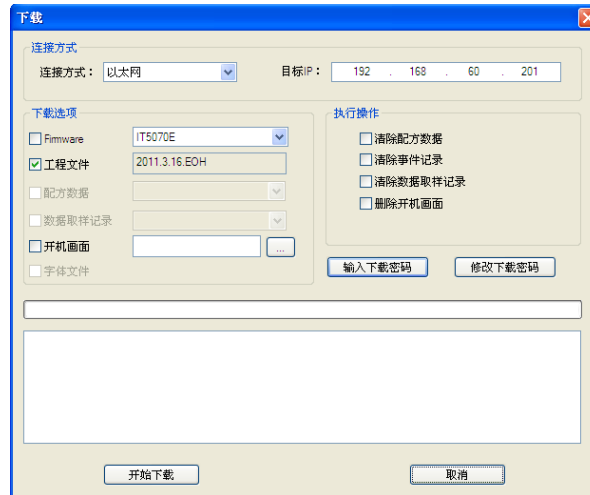 下载
连接方式
连接方式： 以太网 目标IP： 192 . 168 . 60 . 201
下载选项 执行操作
Firmware IT5070E 清除配方数据
工程文件 2011.3.16.EOH 清除事件记录
配方数据 清除数据取样记录
数据取样记录 删除开机画面
开机画面 ...
字体文件 输入下载密码 修改下载密码
开始下载 取消